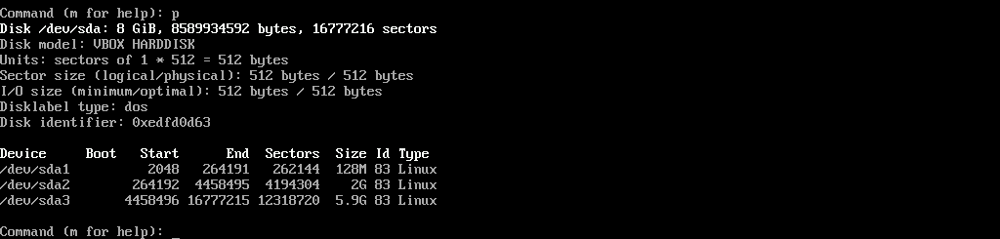 Command (m for help): p
Disk /dev/sda: 8 GiB, 8589934592 bytes, 16777216 sectors
Disk model: VBOX HARDDISK
Units: sectors of 1 * 512 = 512 bytes
Sector size (logical/physical): 512 bytes / 512 bytes
I/O size (minimum/optimal): 512 bytes / 512 bytes
Disklabel type: dos
Disk identifier: 0xedfd0d63
Device     Boot   Start      End  Sectors  Size Id Type
/dev/sda1          2048   264191   262144  128M 83 Linux
/dev/sda2        264192  4458495  4194304    2G 83 Linux
/dev/sda3       4458496 16777215 12318720  5.9G 83 Linux
Command (m for help): _